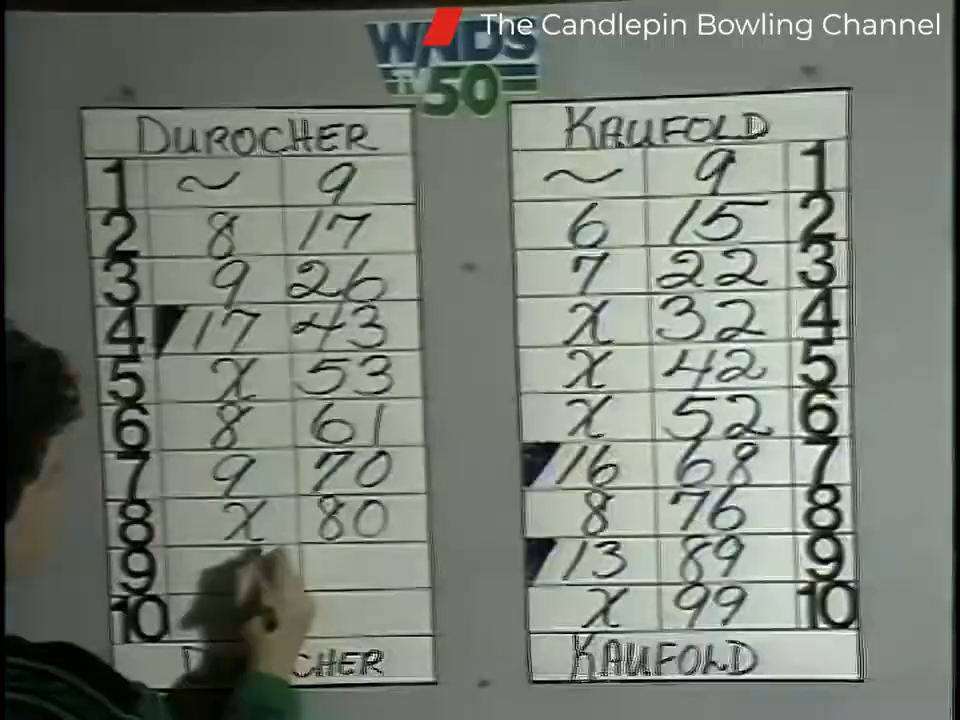 The Candlepin Bowling Channel
WNDS
TV 50
DUROCHER
1 ~ 9
2 8 17
3 9 26
4 17 43
5 X 53
6 8 61
7 9 70
8 X 80
9
10
CHER
KAUFOLD
~ 9 1
6 15 2
7 22 3
X 32 4
X 42 5
X 52 6
16 68 7
8 76 8
13 89 9
X 99 10
KAUFOLD